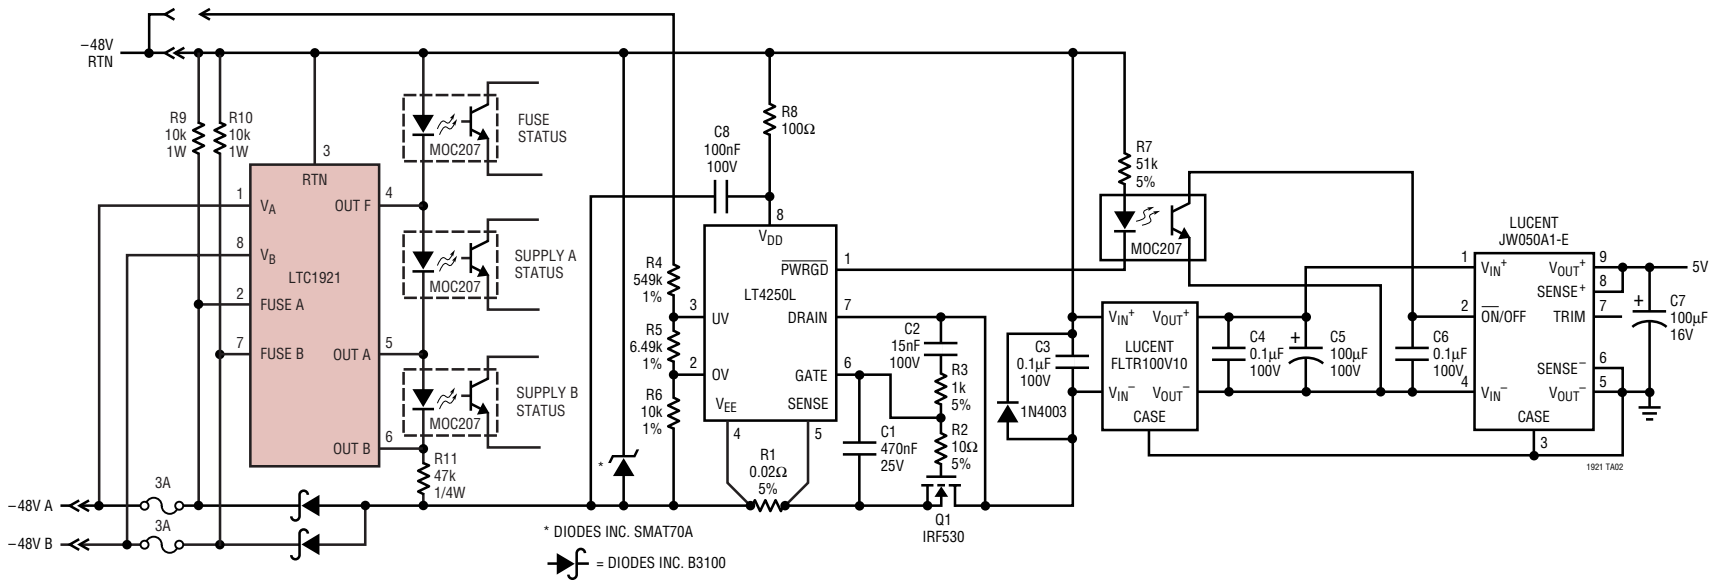 −48V
RTN
R9
10k
1W
R10
10k
1W
3
RTN
1
VA
OUT F
4
8
VB
LTC1921
2
FUSE A
7
FUSE B
OUT A
5
OUT B
6
MOC207
FUSE
STATUS
MOC207
SUPPLY A
STATUS
MOC207
SUPPLY B
STATUS
R11
47k
1/4W
−48V A
3A
−48V B
3A
*
* DIODES INC. SMAT70A
= DIODES INC. B3100
C8
100nF
100V
R8
100Ω
R4
549k
1%
R5
6.49k
1%
R6
10k
1%
8
VDD
PWRGD
1
LT4250L
3
UV
DRAIN
7
2
OV
GATE
6
VEE
SENSE
4
5
R1
0.02Ω
5%
C1
470nF
25V
C2
15nF
100V
R3
1k
5%
R2
10Ω
5%
Q1
IRF530
C3
0.1µF
100V
1N4003
R7
51k
5%
MOC207
VIN+
VOUT+
LUCENT
FLTR100V10
VIN−
VOUT−
CASE
C4
0.1µF
100V
+
C5
100µF
100V
C6
0.1µF
100V
LUCENT
JW050A1-E
1
VIN+
VOUT+
9
SENSE+
8
2
ON/OFF
TRIM
7
SENSE−
6
4
VIN−
VOUT−
5
CASE
3
5V
+
C7
100µF
16V
1921 TA02